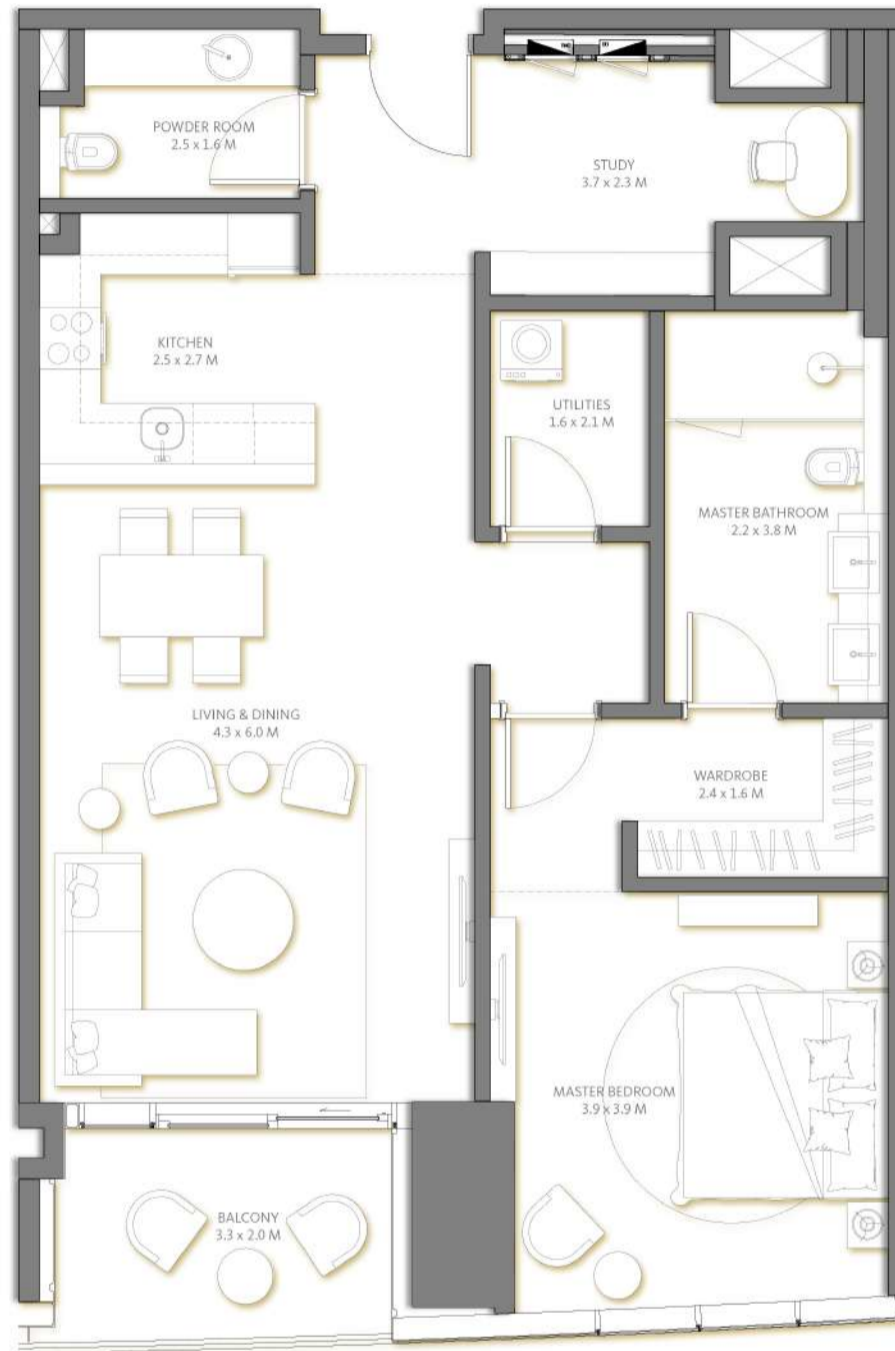 POWDER ROOM
2.5 x 1.6 M
STUDY
3.7 x 2.3 M
KITCHEN
2.5 x 2.7 M
UTILITIES
1.6 x 2.1 M
MASTER BATHROOM
2.2 x 3.8 M
LIVING & DINING
4.3 x 6.0 M
WARDROBE
2.4 x 1.6 M
MASTER BEDROOM
3.9 x 3.9 M
BALCONY
3.3 x 2.0 M